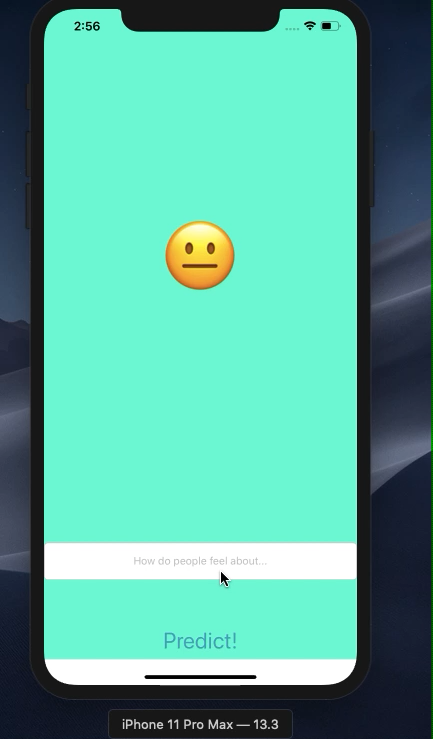 2:56
How do people feel about...
Predict!
iPhone 11 Pro Max — 13.3